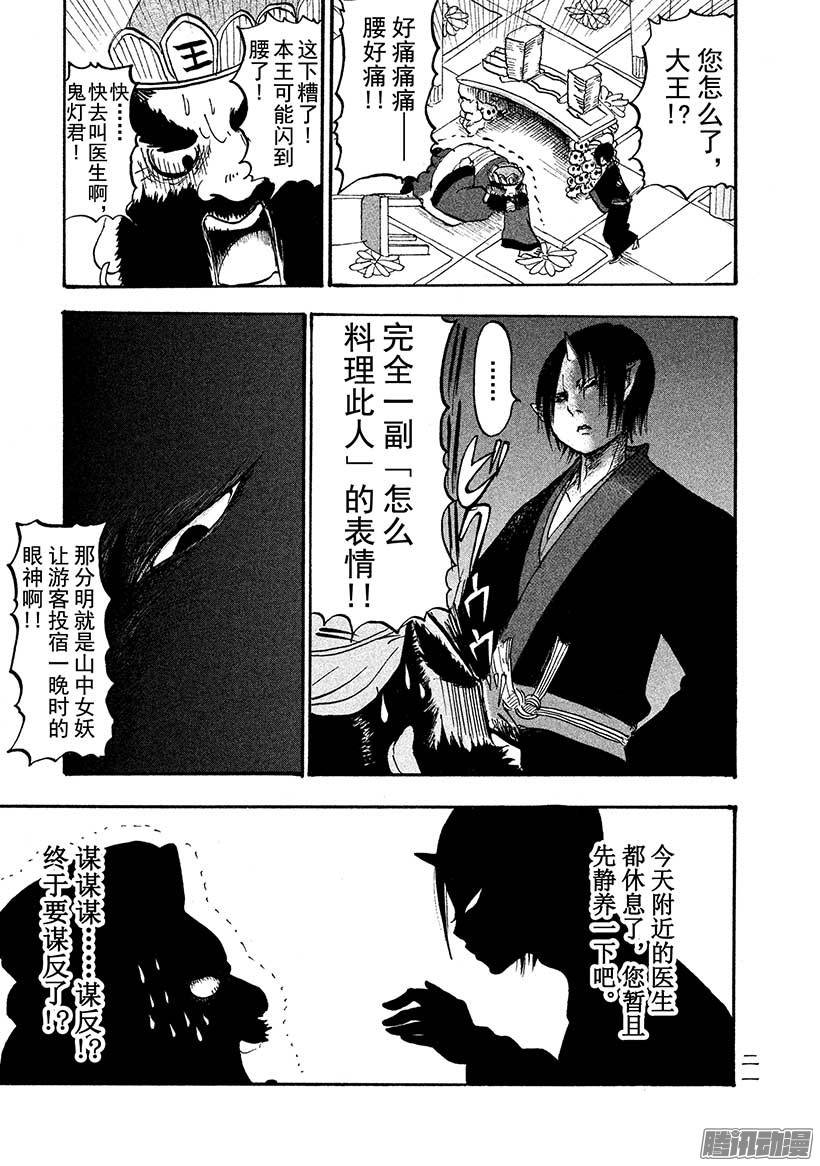 您怎么了，
大王!?
好痛痛痛——
腰好痛!!
这下糟了！
本王可能闪到
腰了！
快……
快去叫医生啊，
鬼灯君！
王
……
完全一副「怎么
料理此人」的表情!!
ビュウウ
那分明就是山中女妖
让游客投宿一晚时的
眼神啊!!
今天附近的医生
都休息了，您暂且
先静养一下吧。
谋谋谋……谋反!?
终于要谋反了!?
二一
腾讯动漫